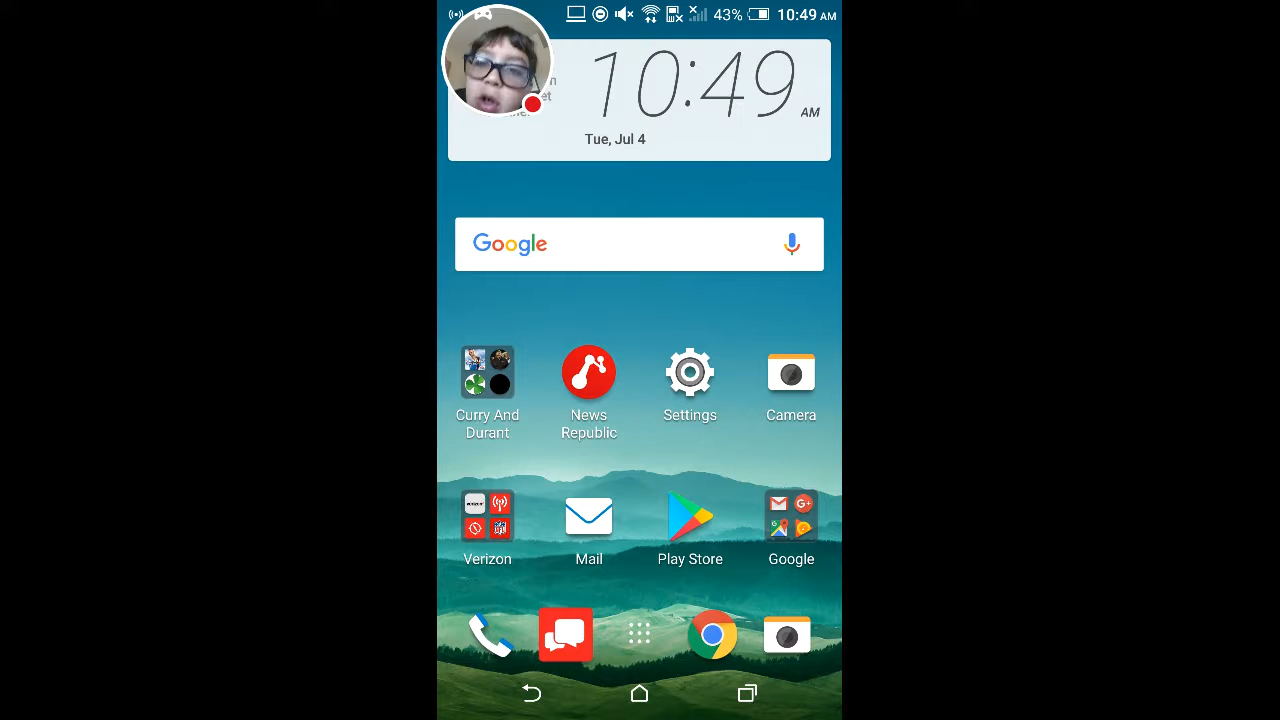 43% 10:49 AM
10:49 AM
Tue, Jul 4
Google
Curry And
Durant
News
Republic
Settings
Camera
Verizon
Mail
Play Store
Google